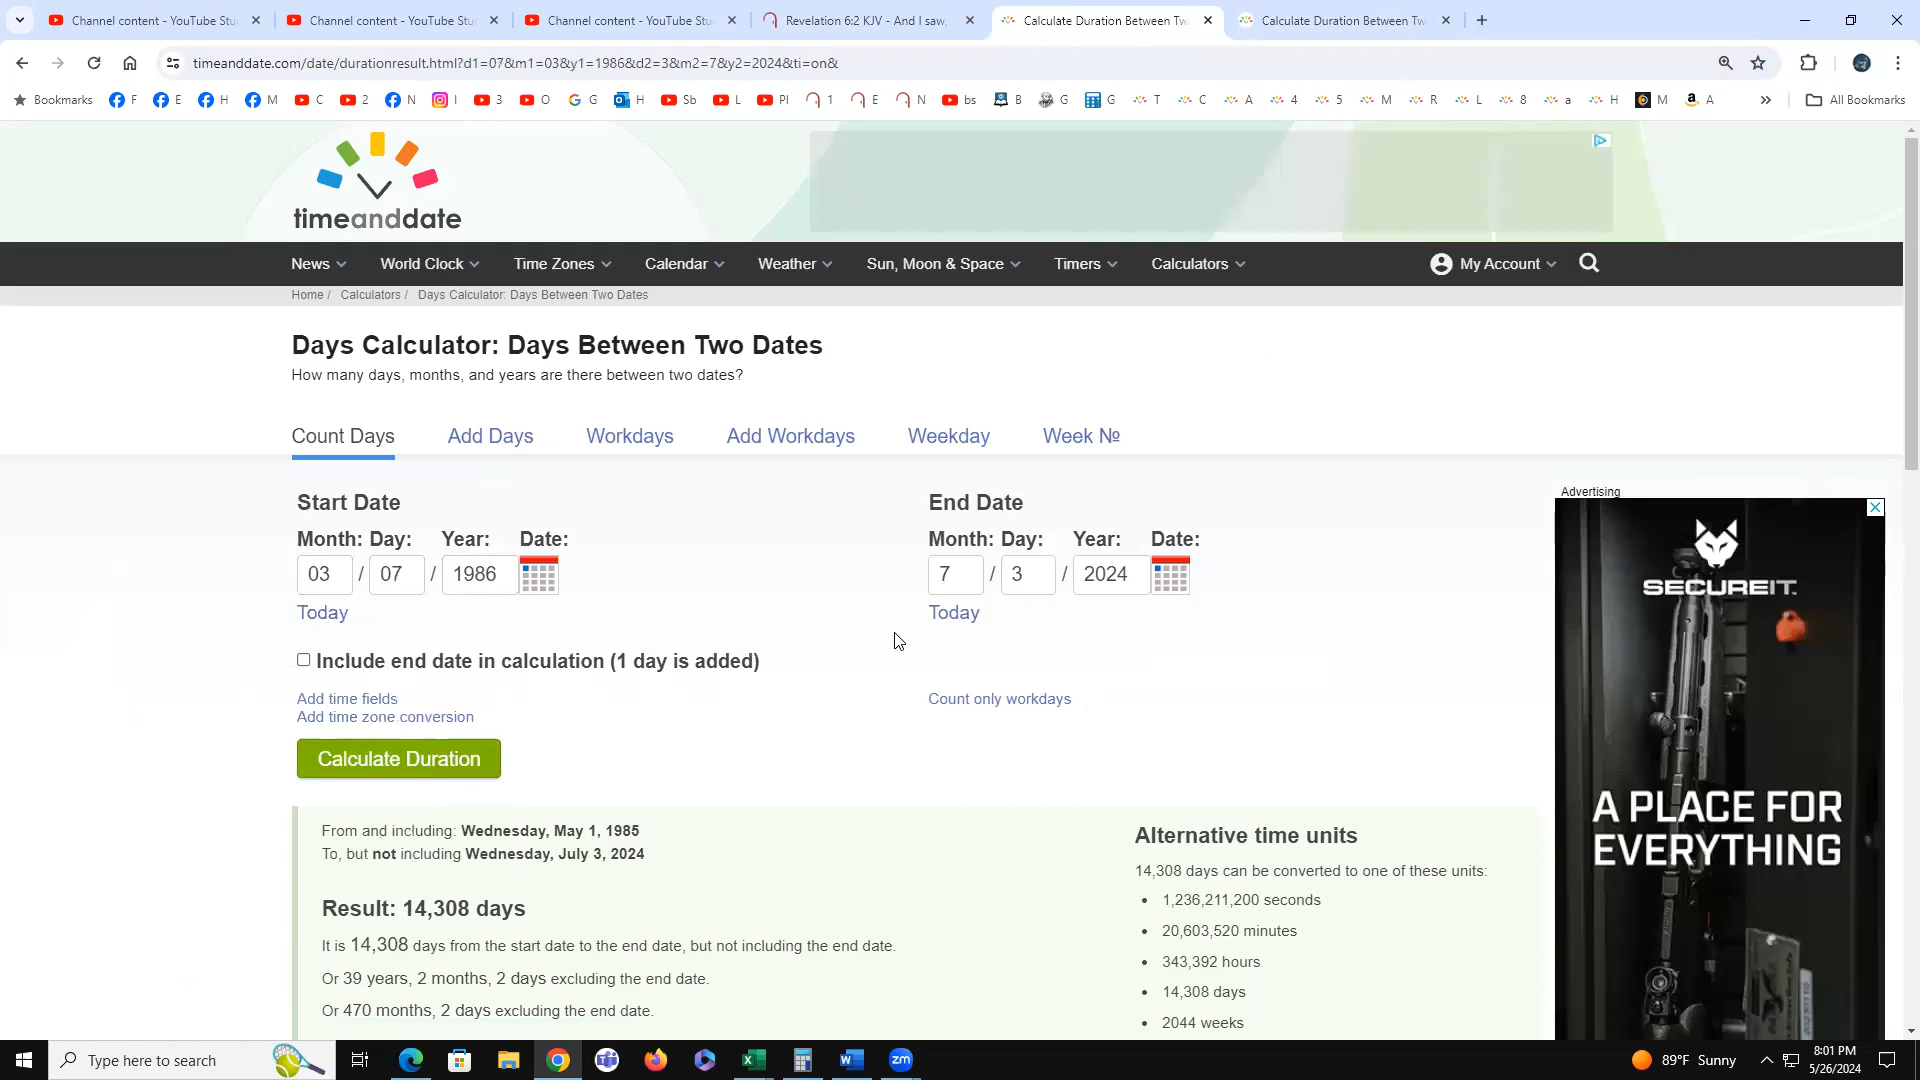 Channel content - YouTube Stu
Channel content - YouTube Stu
Channel content - YouTube Stu
Revelation 6:2 KJV - And I saw,
Calculate Duration Between Tw
Calculate Duration Between Tw
timeanddate.com/date/durationresult.html?d1=07&m1=03&y1=1986&d2=3&m2=7&y2=2024&ti=on&
Bookmarks F E H M C 2 N I 3 O G H Sb L Pl 1 E N bs B G G T C A 4 5 M R L 8 a H M A » All Bookmarks
timeanddate
News World Clock Time Zones Calendar Weather Sun, Moon & Space Timers Calculators My Account
Home / Calculators / Days Calculator: Days Between Two Dates
Days Calculator: Days Between Two Dates
How many days, months, and years are there between two dates?
Count Days Add Days Workdays Add Workdays Weekday Week №
Start Date
Month: Day: Year: Date:
03 / 07 / 1986
Today
End Date
Month: Day: Year: Date:
7 / 3 / 2024
Today
Include end date in calculation (1 day is added)
Add time fields
Add time zone conversion
Count only workdays
Calculate Duration
From and including: Wednesday, May 1, 1985
To, but not including Wednesday, July 3, 2024
Result: 14,308 days
It is 14,308 days from the start date to the end date, but not including the end date.
Or 39 years, 2 months, 2 days excluding the end date.
Or 470 months, 2 days excluding the end date.
Alternative time units
14,308 days can be converted to one of these units:
• 1,236,211,200 seconds
• 20,603,520 minutes
• 343,392 hours
• 14,308 days
• 2044 weeks
Advertising
SECUREIT
A PLACE FOR
EVERYTHING
Type here to search
zm
89°F Sunny
8:01 PM
5/26/2024